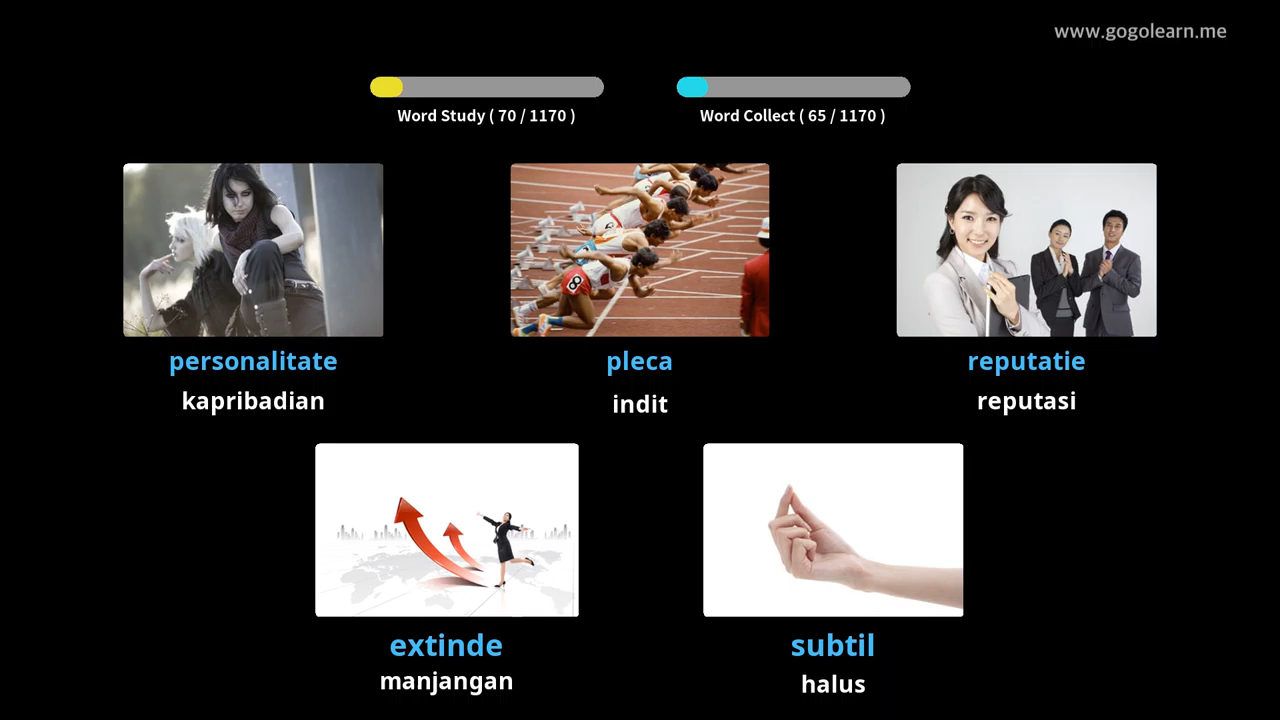 www.gogolearn.me
Word Study ( 70 / 1170 )
Word Collect ( 65 / 1170 )
personalitate
kapribadian
pleca
indit
reputatie
reputasi
extinde
manjangan
subtil
halus